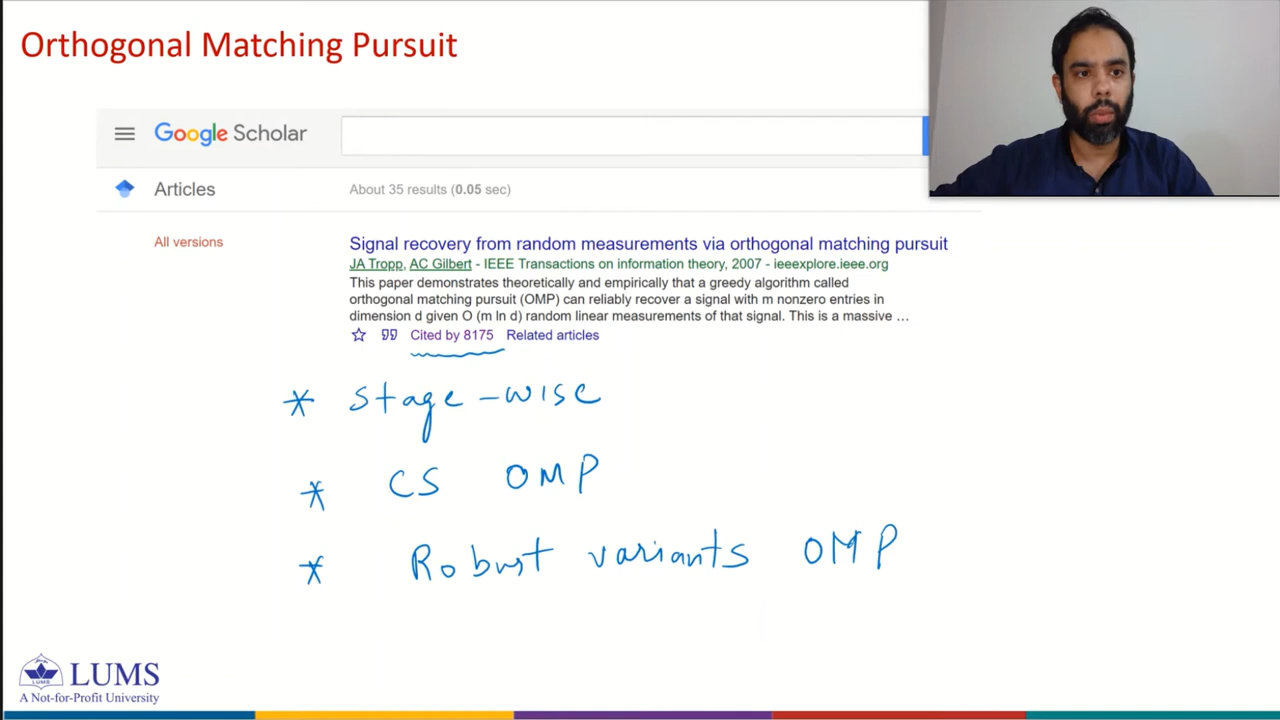 Orthogonal Matching Pursuit
Google Scholar
Articles
About 35 results (0.05 sec)
All versions
Signal recovery from random measurements via orthogonal matching pursuit
JA Tropp, AC Gilbert - IEEE Transactions on information theory, 2007 - ieeexplore.ieee.org
This paper demonstrates theoretically and empirically that a greedy algorithm called
orthogonal matching pursuit (OMP) can reliably recover a signal with m nonzero entries in
dimension d given O (m ln d) random linear measurements of that signal. This is a massive …
Cited by 8175 Related articles
* Stage-wise
* CS OMP
* Robust variants OMP
LUMS
LUMS
A Not-for-Profit University